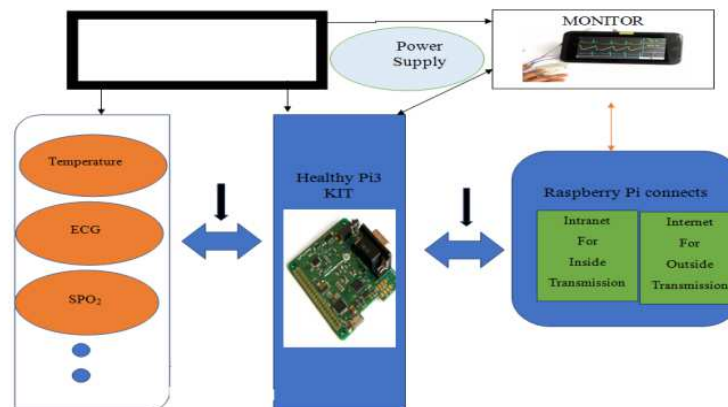 MONITOR
Power
Supply
Temperature
ECG
SPO₂
Healthy Pi3
KIT
Raspberry Pi connects
Intranet
For
Inside
Transmission
Internet
For
Outside
Transmission